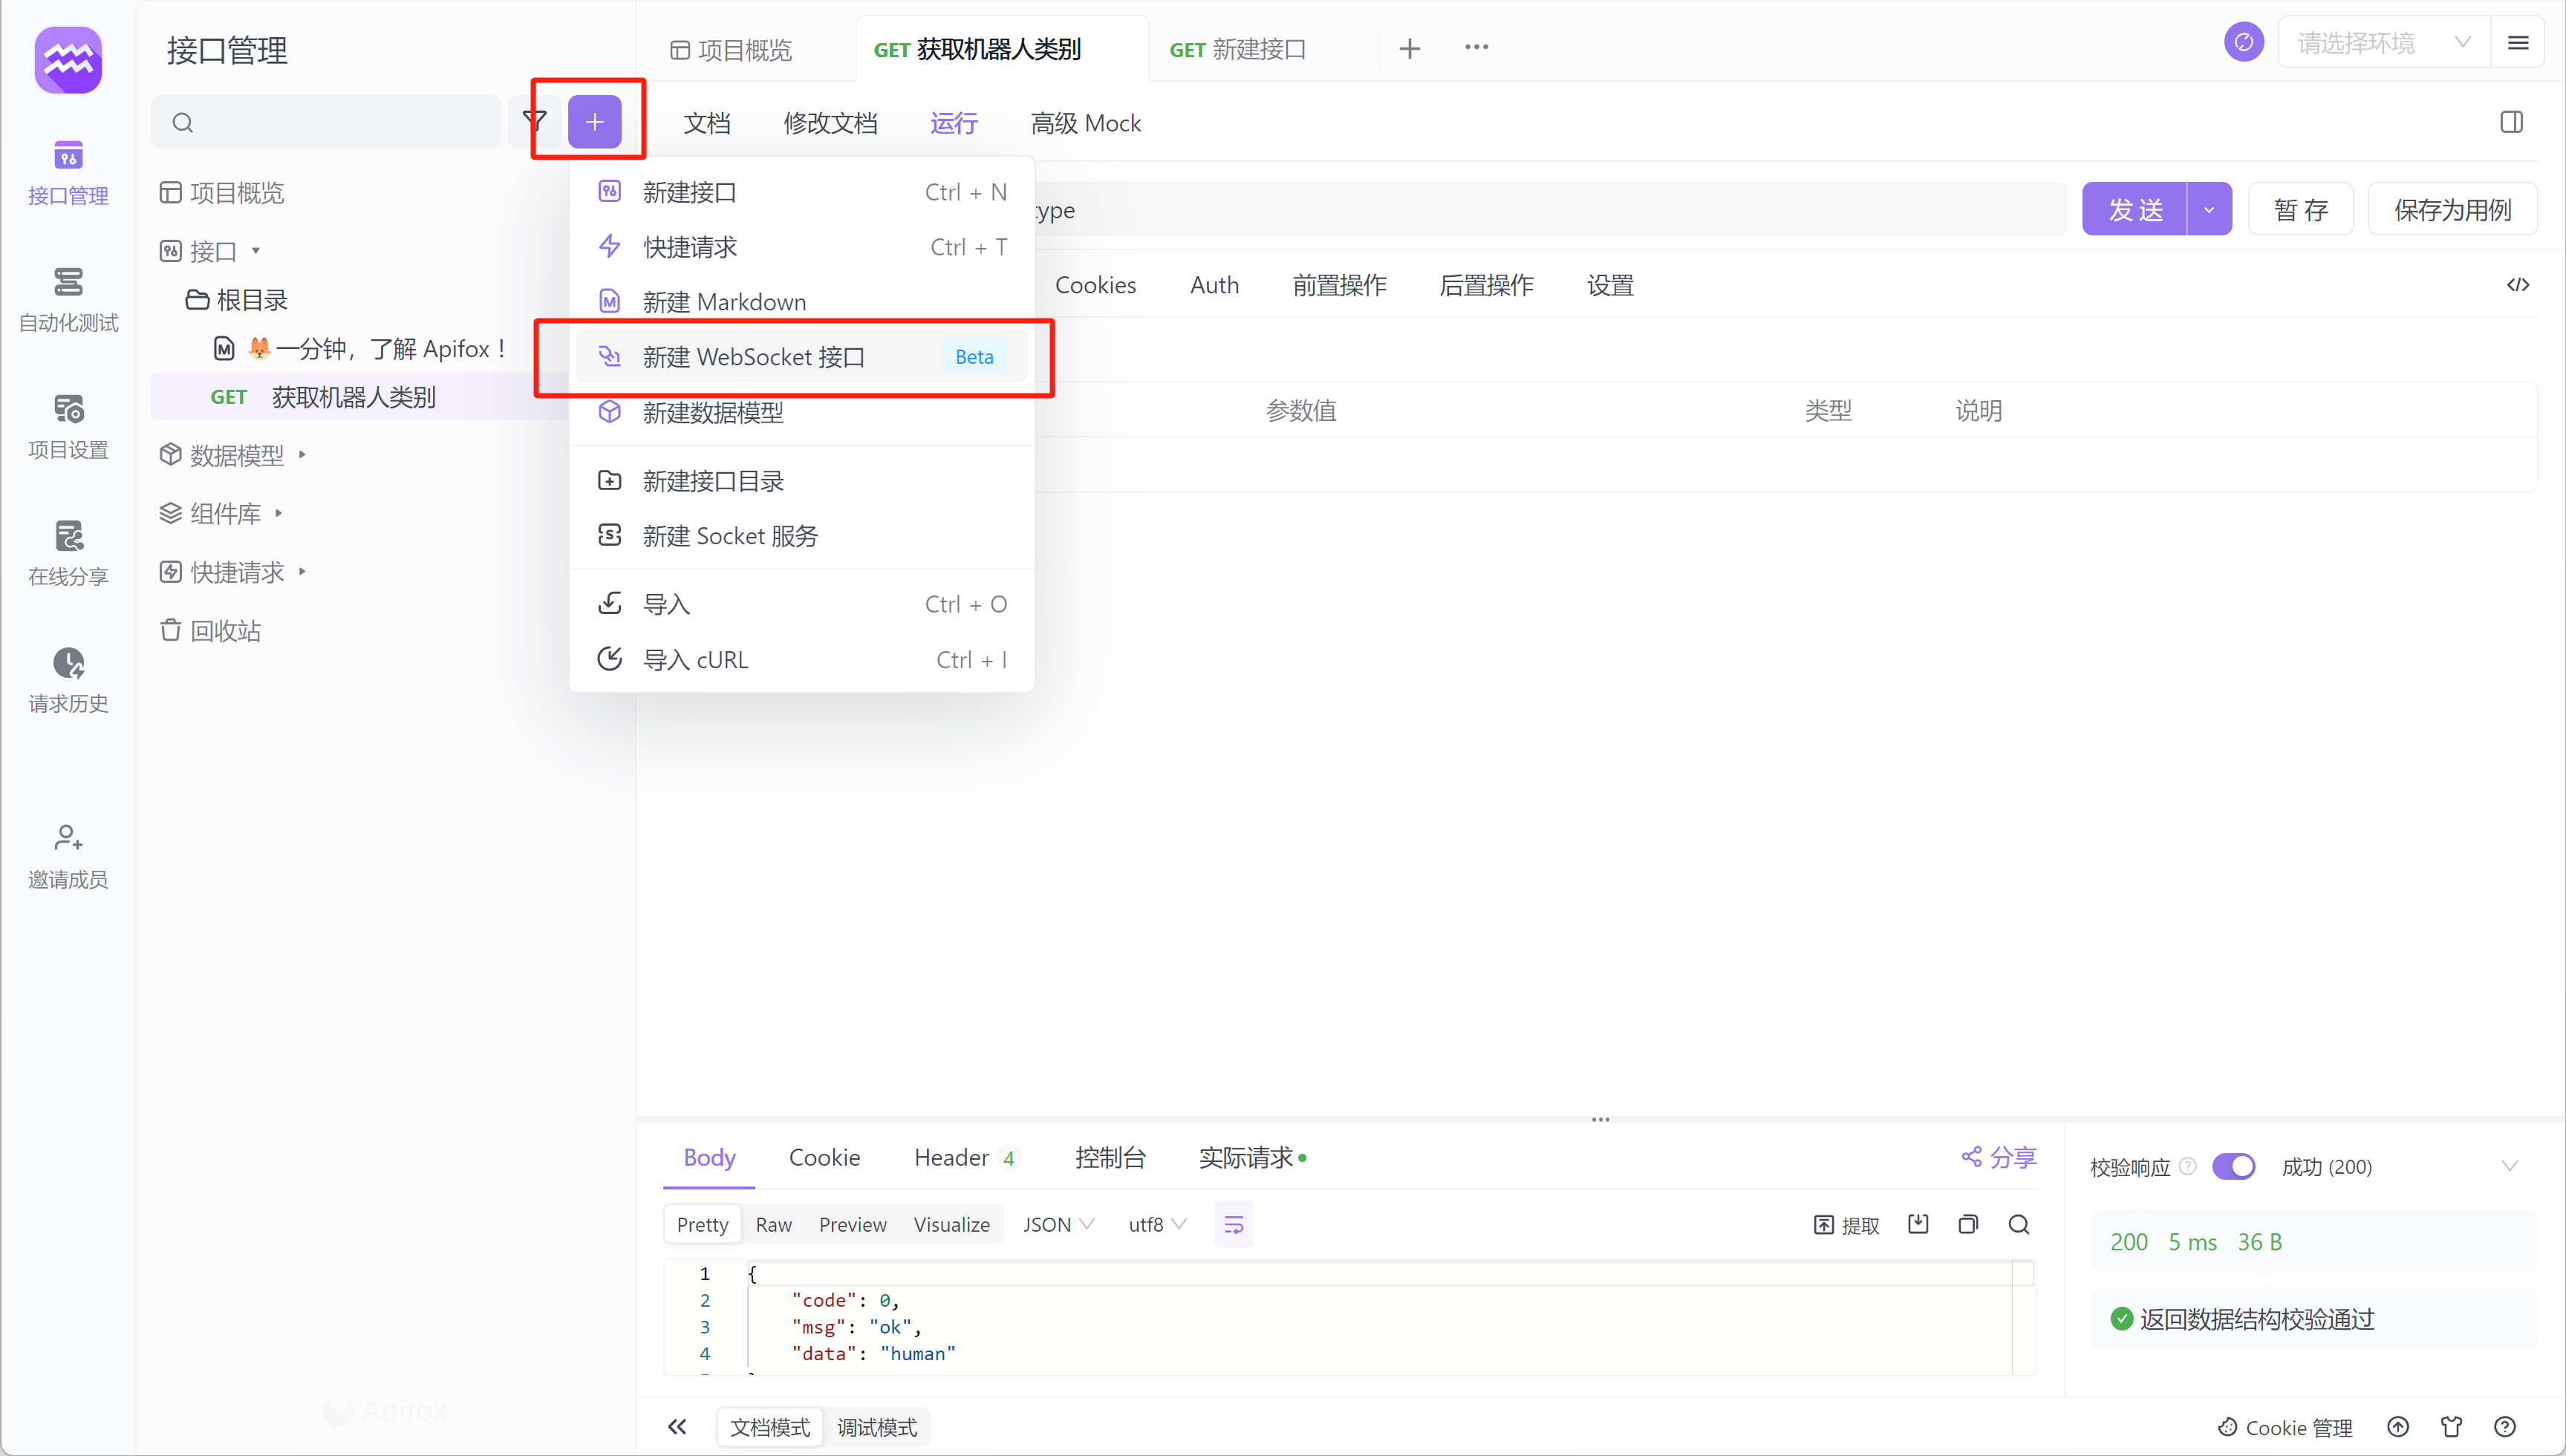 接口管理
项目概览
GET 获取机器人类别
GET 新建接口
请选择环境
接口管理
自动化测试
项目设置
在线分享
请求历史
邀请成员
项目概览
接口
根目录
一分钟，了解 Apifox！
GET 获取机器人类别
数据模型
组件库
快捷请求
回收站
Apifox
新建接口 Ctrl + N
快捷请求 Ctrl + T
新建 Markdown
新建 WebSocket 接口 Beta
新建数据模型
新建接口目录
新建 Socket 服务
导入 Ctrl + O
导入 cURL Ctrl + I
文档 修改文档 运行 高级 Mock
type
发 送 暂 存 保存为用例
Cookies Auth 前置操作 后置操作 设置
参数值 类型 说明
Body Cookie Header 4 控制台 实际请求 分享
Pretty Raw Preview Visualize JSON utf8 提取
1 {
2 "code": 0,
3 "msg": "ok",
4 "data": "human"
校验响应 成功 (200)
200 5 ms 36 B
返回数据结构校验通过
文档模式 调试模式
Cookie 管理